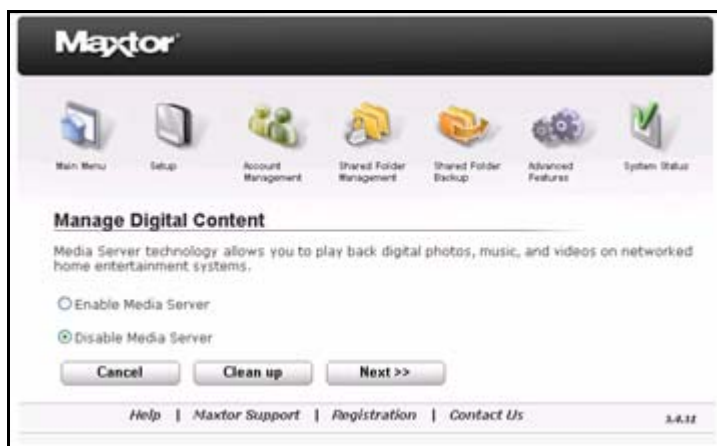 Maxtor
Main Menu
Setup
Account Management
Shared Folder Management
Shared Folder Backup
Advanced Features
System Status
Manage Digital Content
Media Server technology allows you to play back digital photos, music, and videos on networked
home entertainment systems.
Enable Media Server
Disable Media Server
Cancel Clean up Next >>
Help | Maxtor Support | Registration | Contact Us